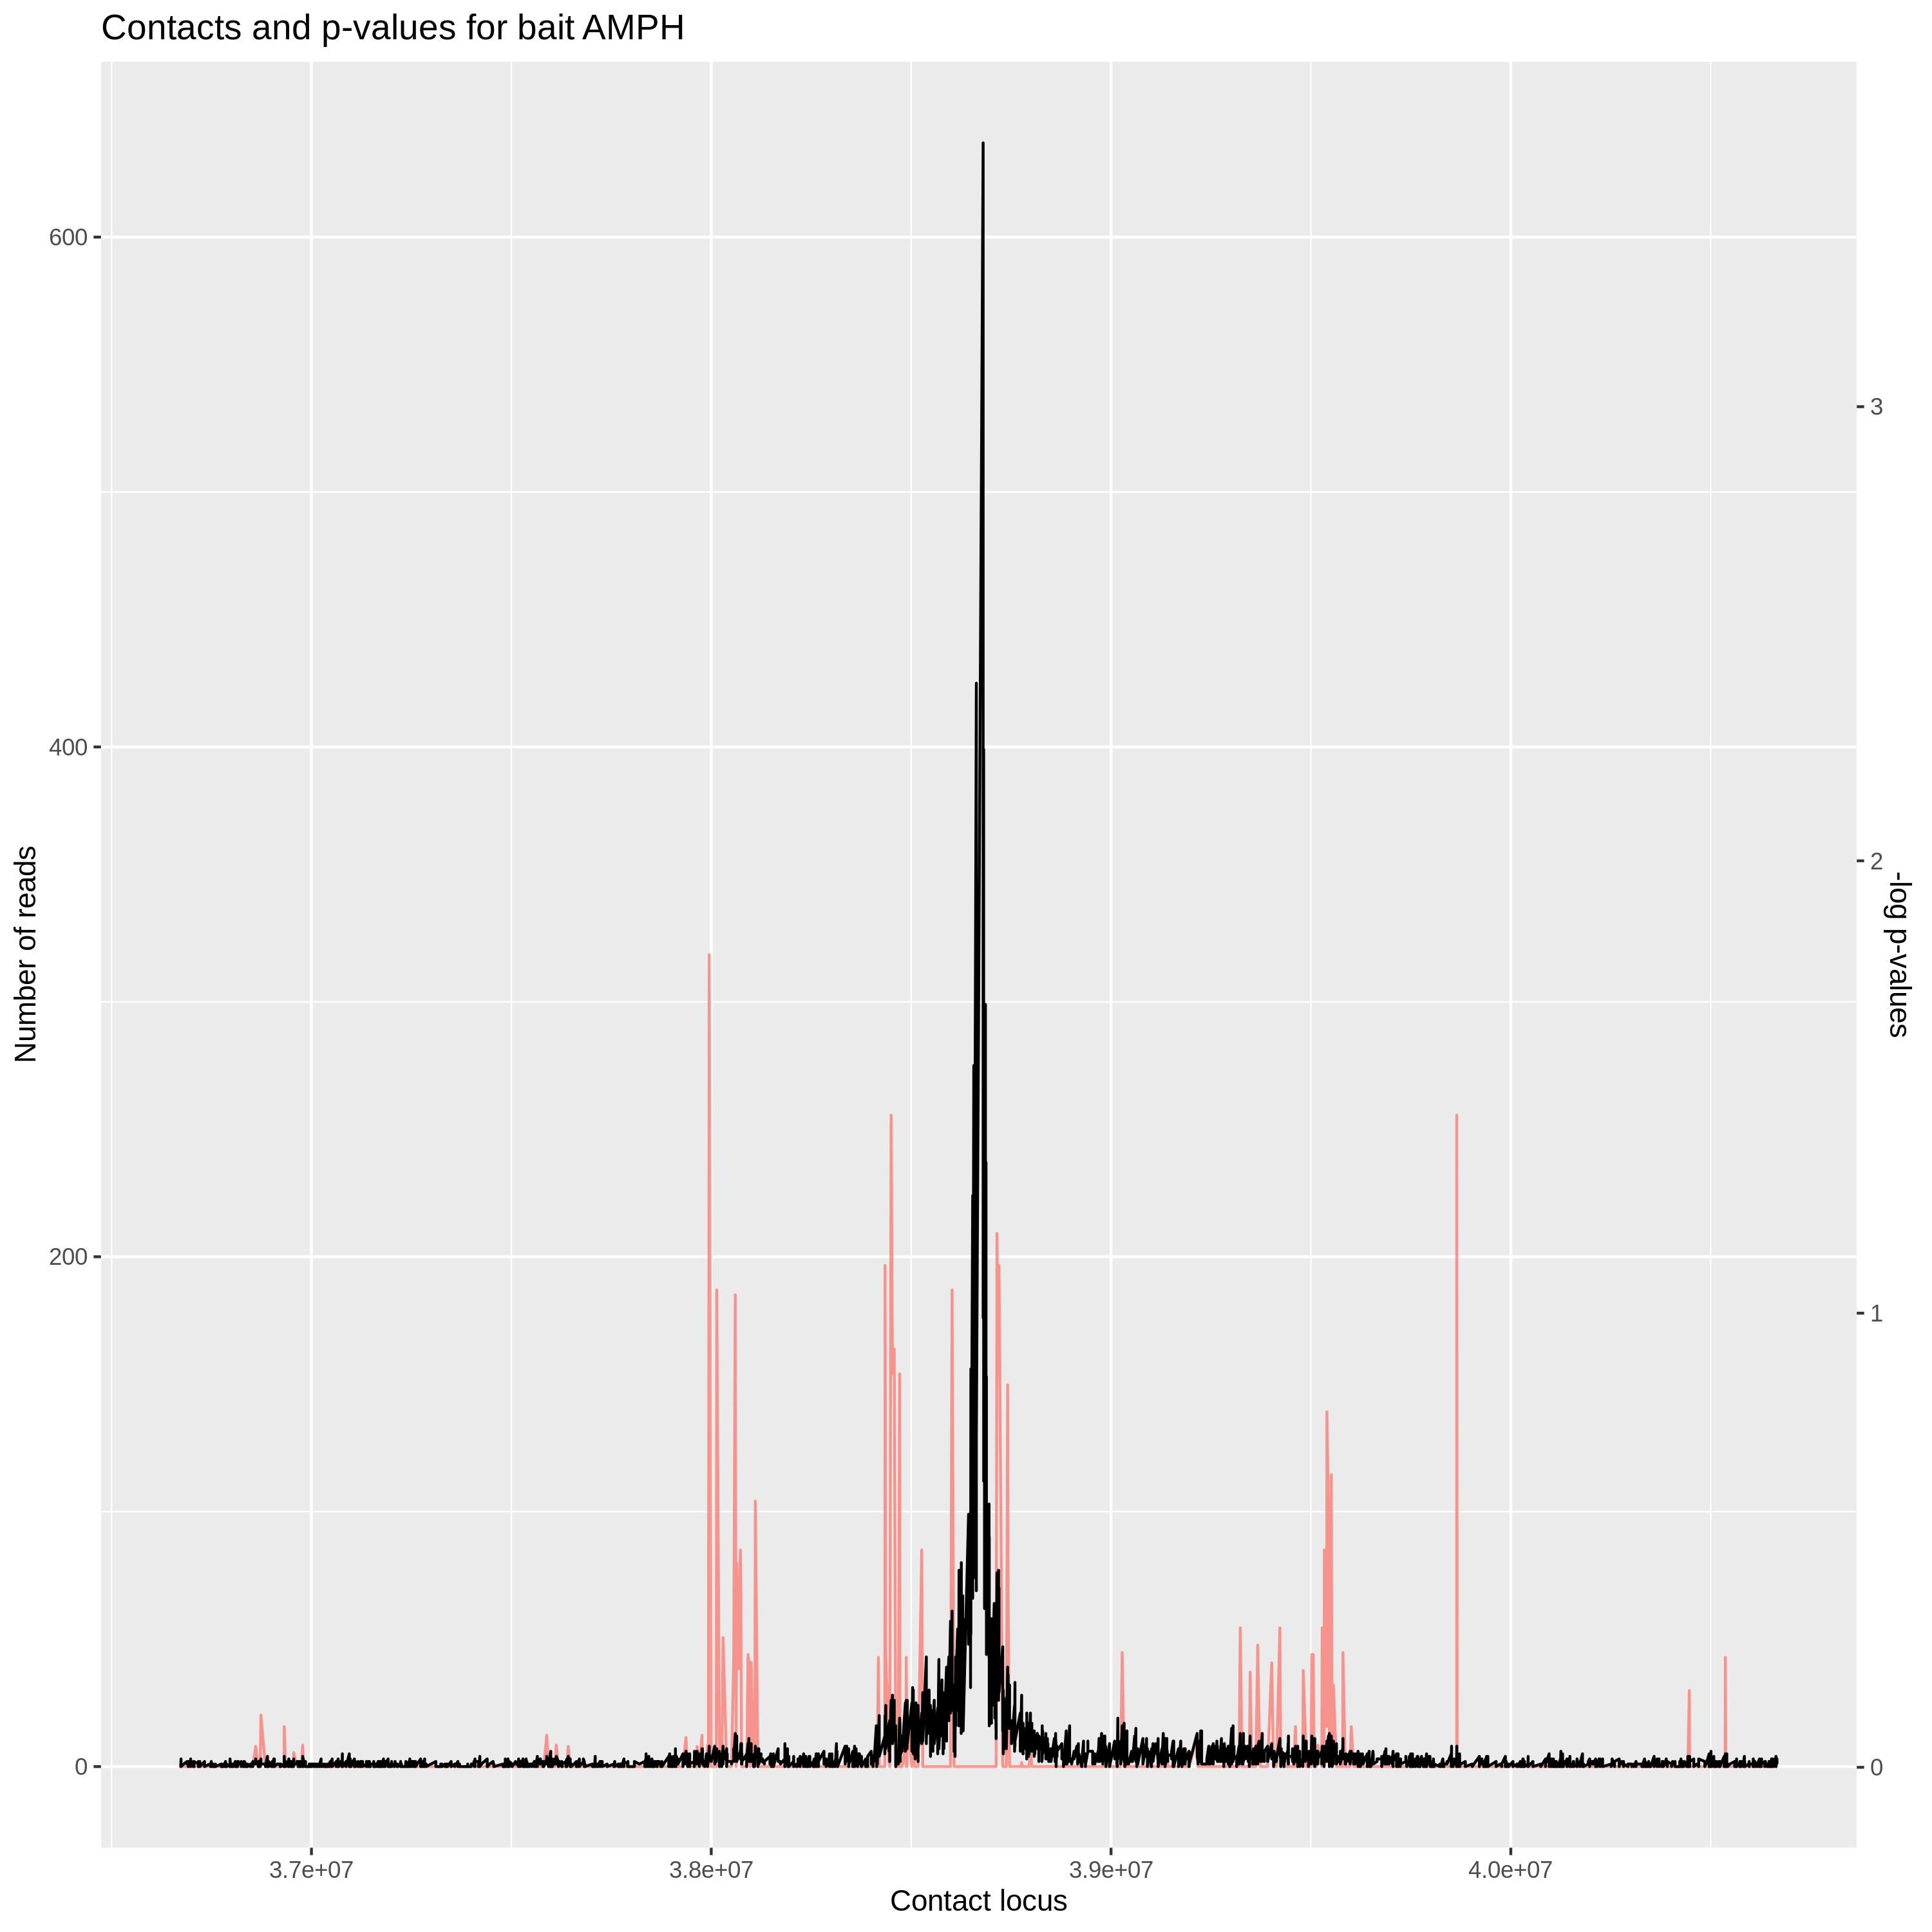 Contacts and p-values for bait AMPH
600
400
200
0
Number of reads
3
2
1
0
-log p-values
3.7e+07
3.8e+07
3.9e+07
4.0e+07
Contact locus